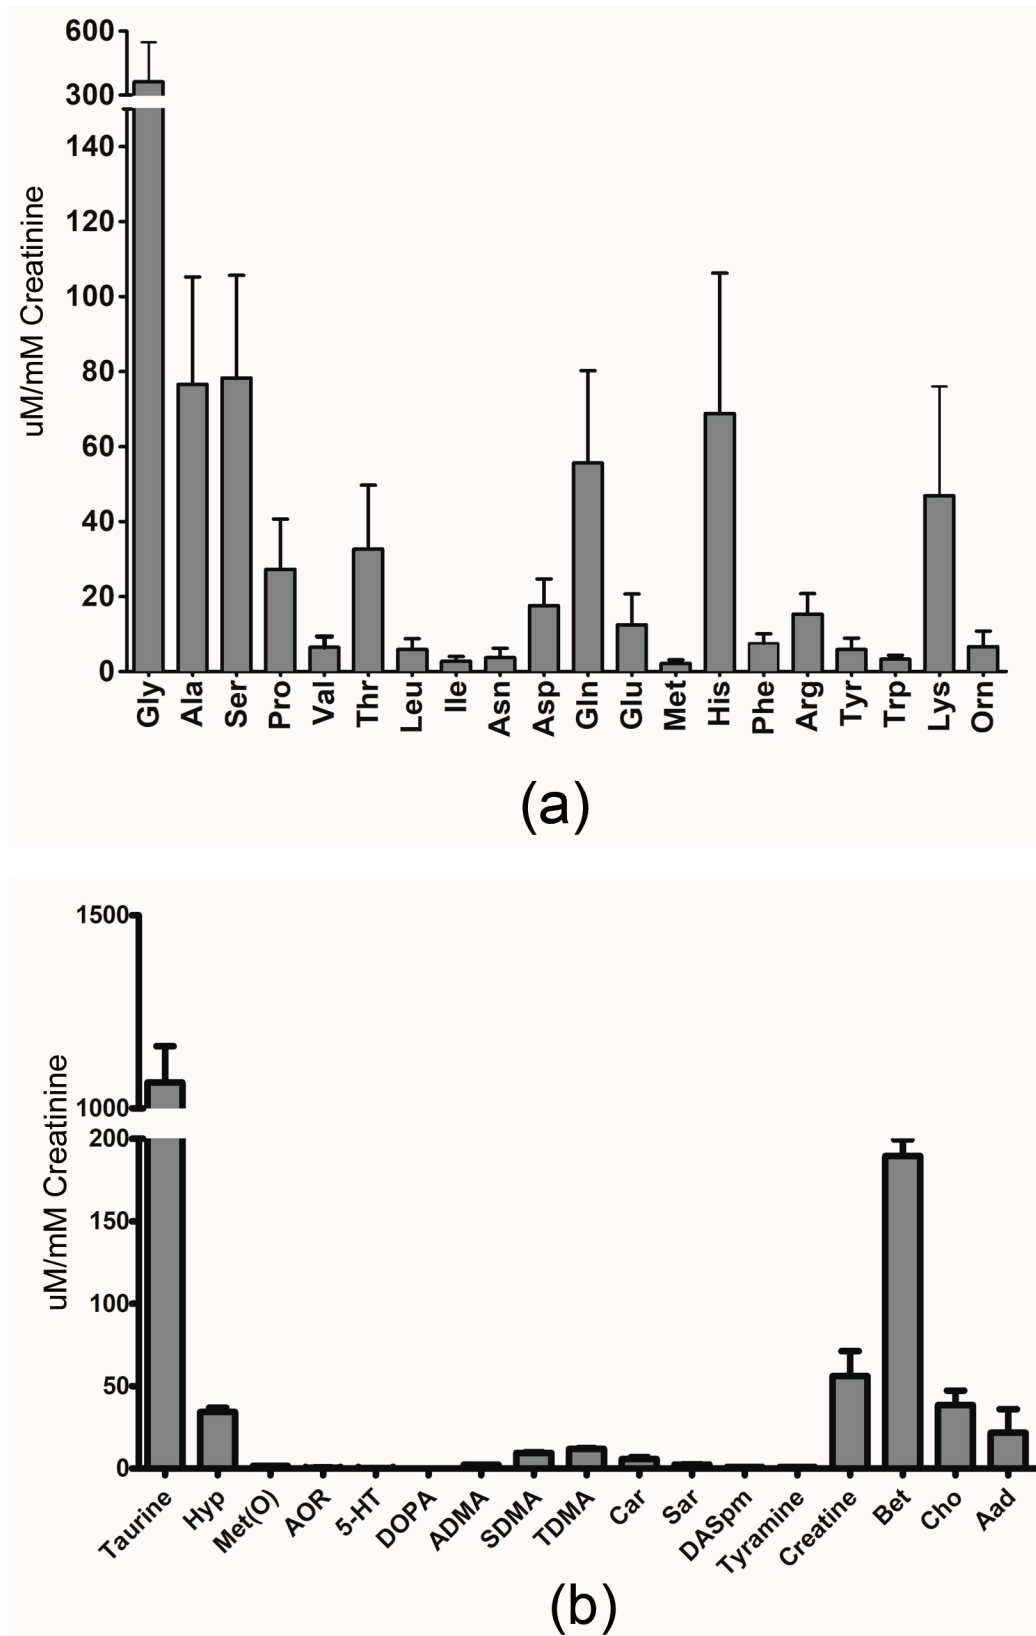 600
300
140
120
100
80
60
40
20
0
uM/mM Creatinine
Gly Ala Ser Pro Val Thr Leu Ile Asn Asp Gln Glu Met His Phe Arg Tyr Trp Lys Orn
(a)
1500
1000
200
150
100
50
0
uM/mM Creatinine
Taurine Hyp Met(O) AOR 5-HT DOPA ADMA SDMA TDMA Car Sar DASpm Tyramine Creatine Bet Cho Aad
(b)